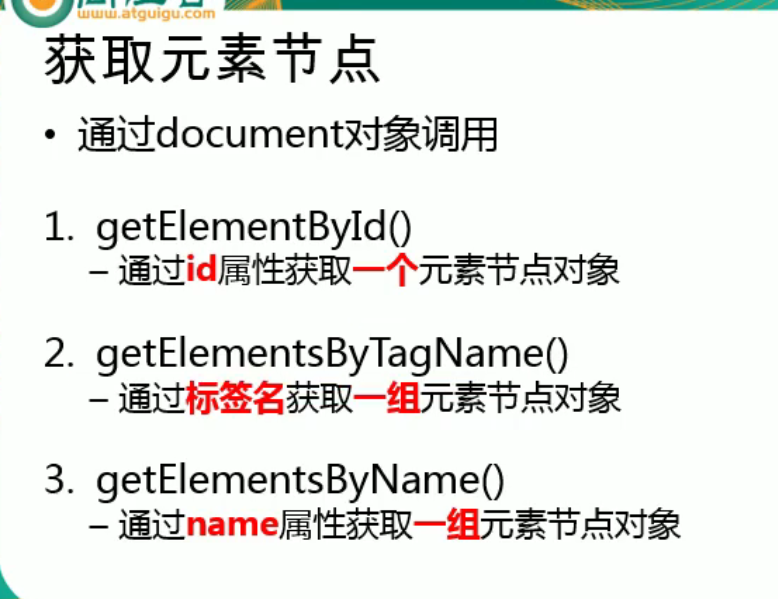 www.atguigu.com
获取元素节点
• 通过document对象调用
1. getElementById()
– 通过id属性获取一个元素节点对象
2. getElementsByTagName()
– 通过标签名获取一组元素节点对象
3. getElementsByName()
– 通过name属性获取一组元素节点对象